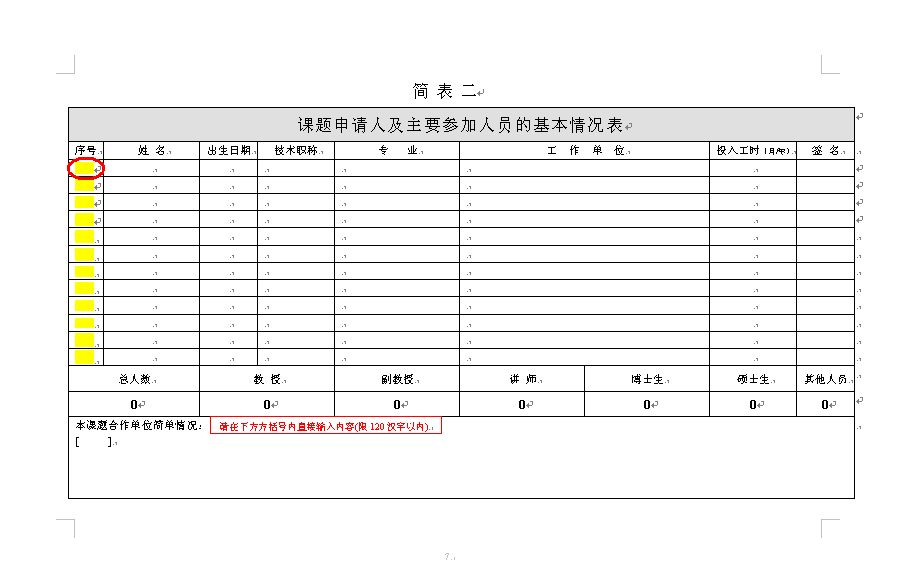 简 表 二
课题申请人及主要参加人员的基本情况表
序号 姓 名 出生日期 技术职称 专 业 工 作 单 位 投入工时（月/年） 签 名
总人数 教 授 副教授 讲 师 博士生 硕士生 其他人员
0 0 0 0 0 0 0
本课题合作单位简单情况： 请在下方方括号内直接输入内容(限120汉字以内)
[ ]
7